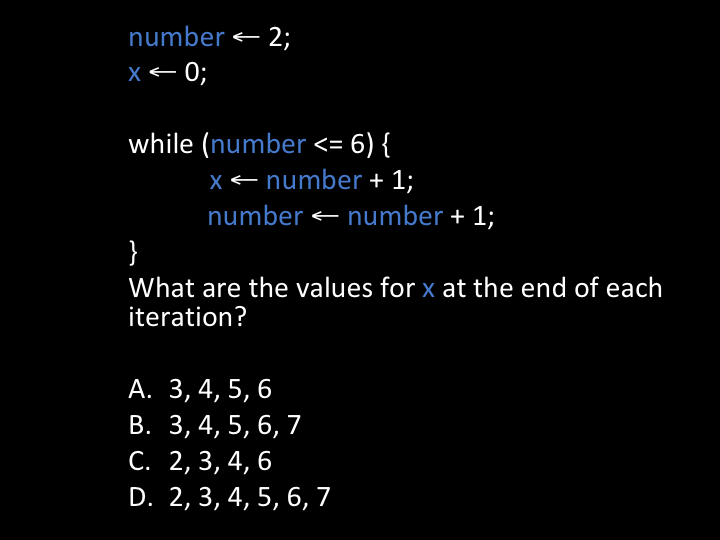 number ← 2;
x ← 0;
while (number <= 6) {
x ← number + 1;
number ← number + 1;
}
What are the values for x at the end of each
iteration?
A. 3, 4, 5, 6
B. 3, 4, 5, 6, 7
C. 2, 3, 4, 6
D. 2, 3, 4, 5, 6, 7